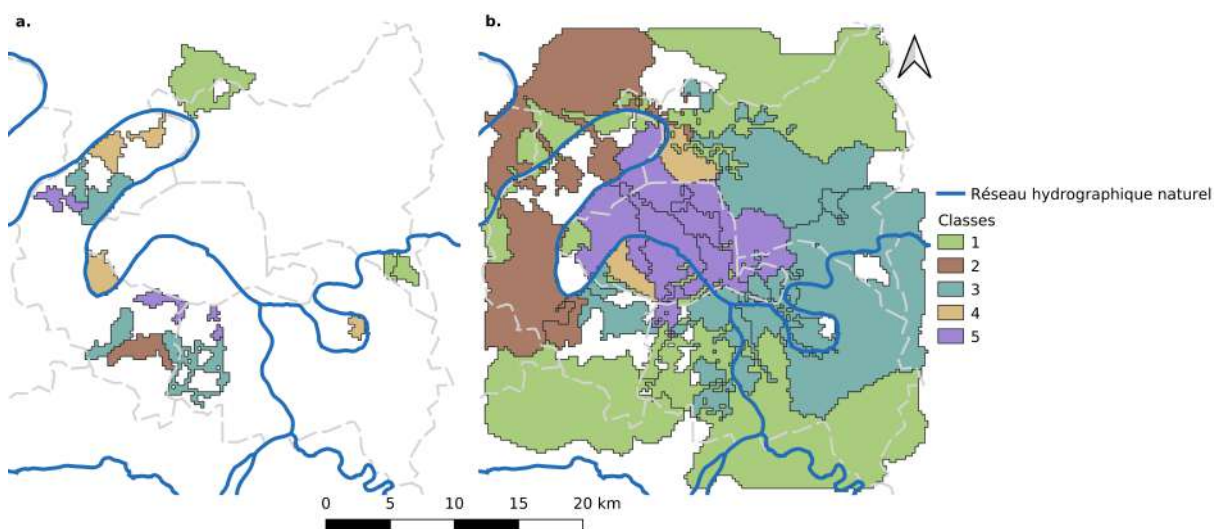 a.
b.
Réseau hydrographique naturel
Classes
1
2
3
4
5
0 5 10 15 20 km